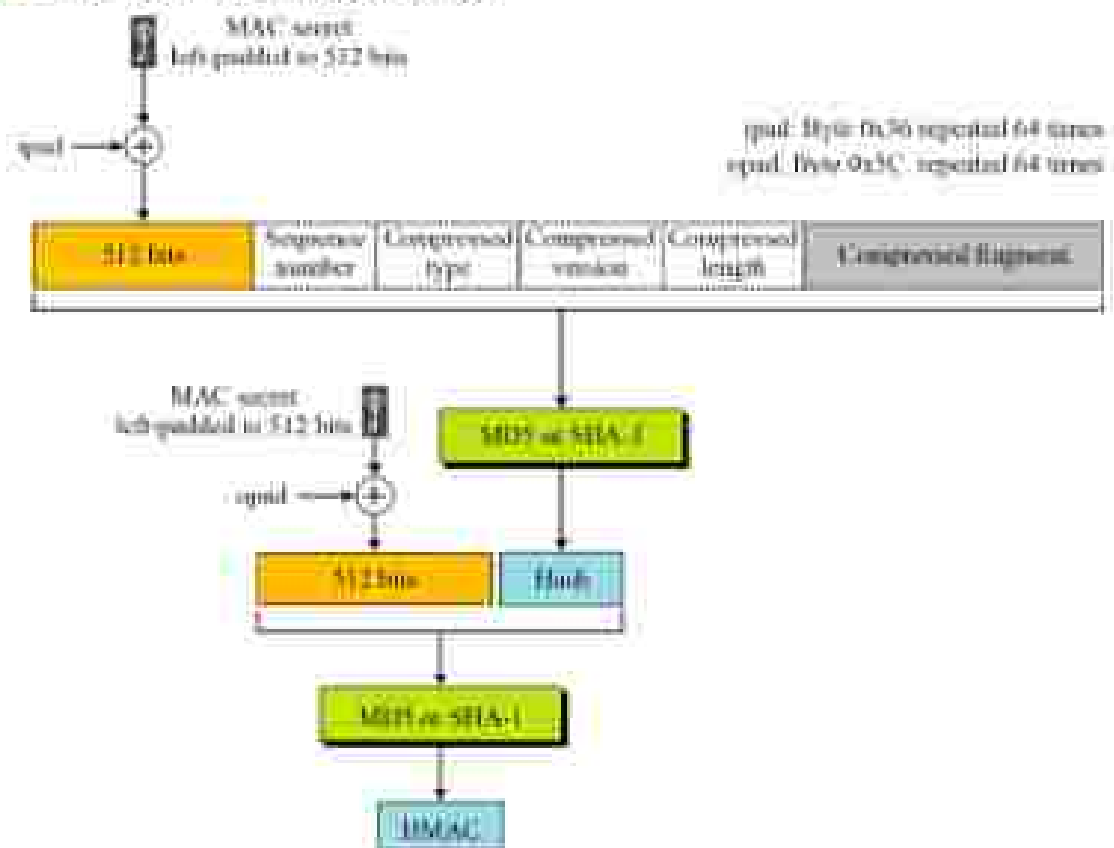 MAC secret
left-padded to 512 bits
ipad
ipad: Byte 0x36 repeated 64 times
opad: Byte 0x5C repeated 64 times
512 bits
Sequence
number
Compressed
type
Compressed
version
Compressed
length
Compressed fragment
MAC secret
left-padded to 512 bits
MD5 or SHA-1
opad
512 bits
Hash
MD5 or SHA-1
HMAC